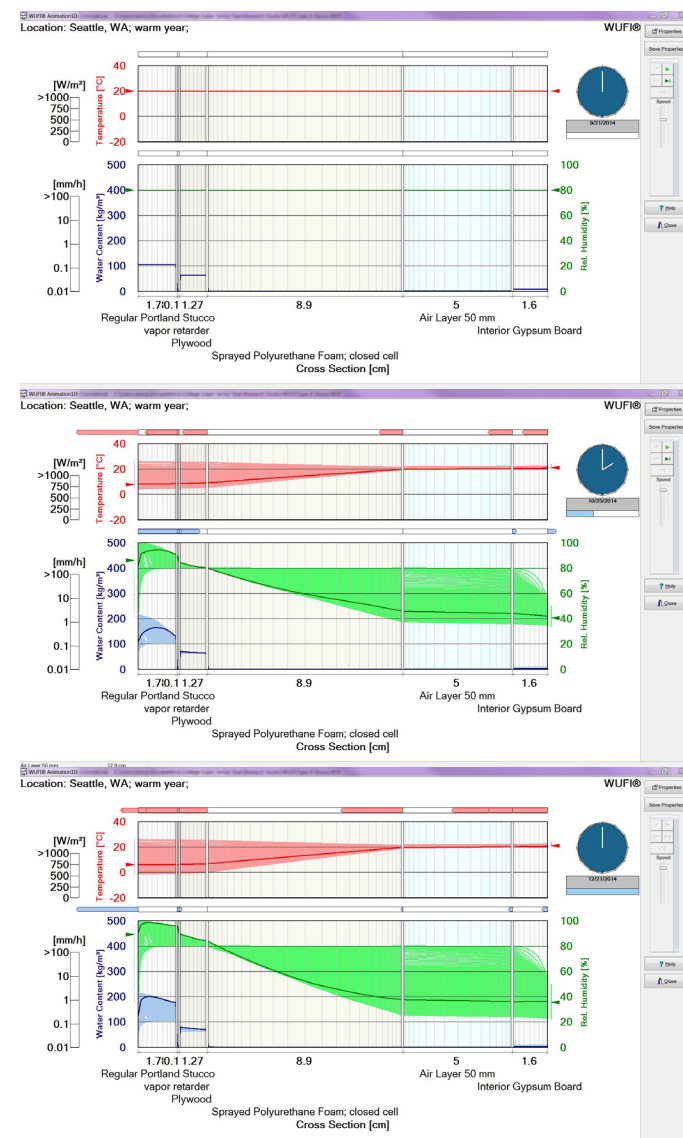 WUFI® Animation1D
Location: Seattle, WA; warm year;
WUFI®
Properties
Save Properties
Speed
Help
Close
[W/m²]
>1000
750
500
250
0
Temperature [°C]
40
20
0
-20
9/21/2014
[mm/h]
>100
10
1
0.1
0.01
Water Content [kg/m³]
500
400
300
200
100
0
100
80
60
40
20
0
Rel. Humidity [%]
1.7 0.1 1.27 8.9 5 1.6
Regular Portland Stucco Air Layer 50 mm
vapor retarder Interior Gypsum Board
Plywood
Sprayed Polyurethane Foam; closed cell
Cross Section [cm]
WUFI® Animation1D
Location: Seattle, WA; warm year;
WUFI®
Properties
Save Properties
Speed
Help
Close
[W/m²]
>1000
750
500
250
0
Temperature [°C]
40
20
0
-20
10/25/2014
[mm/h]
>100
10
1
0.1
0.01
Water Content [kg/m³]
500
400
300
200
100
0
100
80
60
40
20
0
Rel. Humidity [%]
1.7 0.1 1.27 8.9 5 1.6
Regular Portland Stucco Air Layer 50 mm
vapor retarder Interior Gypsum Board
Plywood
Sprayed Polyurethane Foam; closed cell
Cross Section [cm]
Air Layer 50 mm 12.9 cm
WUFI® Animation1D
Location: Seattle, WA; warm year;
WUFI®
Properties
Save Properties
Speed
Help
Close
[W/m²]
>1000
750
500
250
0
Temperature [°C]
40
20
0
-20
12/21/2014
[mm/h]
>100
10
1
0.1
0.01
Water Content [kg/m³]
500
400
300
200
100
0
100
80
60
40
20
0
Rel. Humidity [%]
1.7 0.1 1.27 8.9 5 1.6
Regular Portland Stucco Air Layer 50 mm
vapor retarder Interior Gypsum Board
Plywood
Sprayed Polyurethane Foam; closed cell
Cross Section [cm]